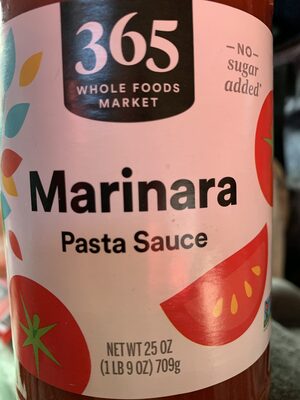 365
WHOLE FOODS
MARKET
—NO—
sugar
added*
Marinara
Pasta Sauce
NET WT 25 OZ
(1 LB 9 OZ) 709g